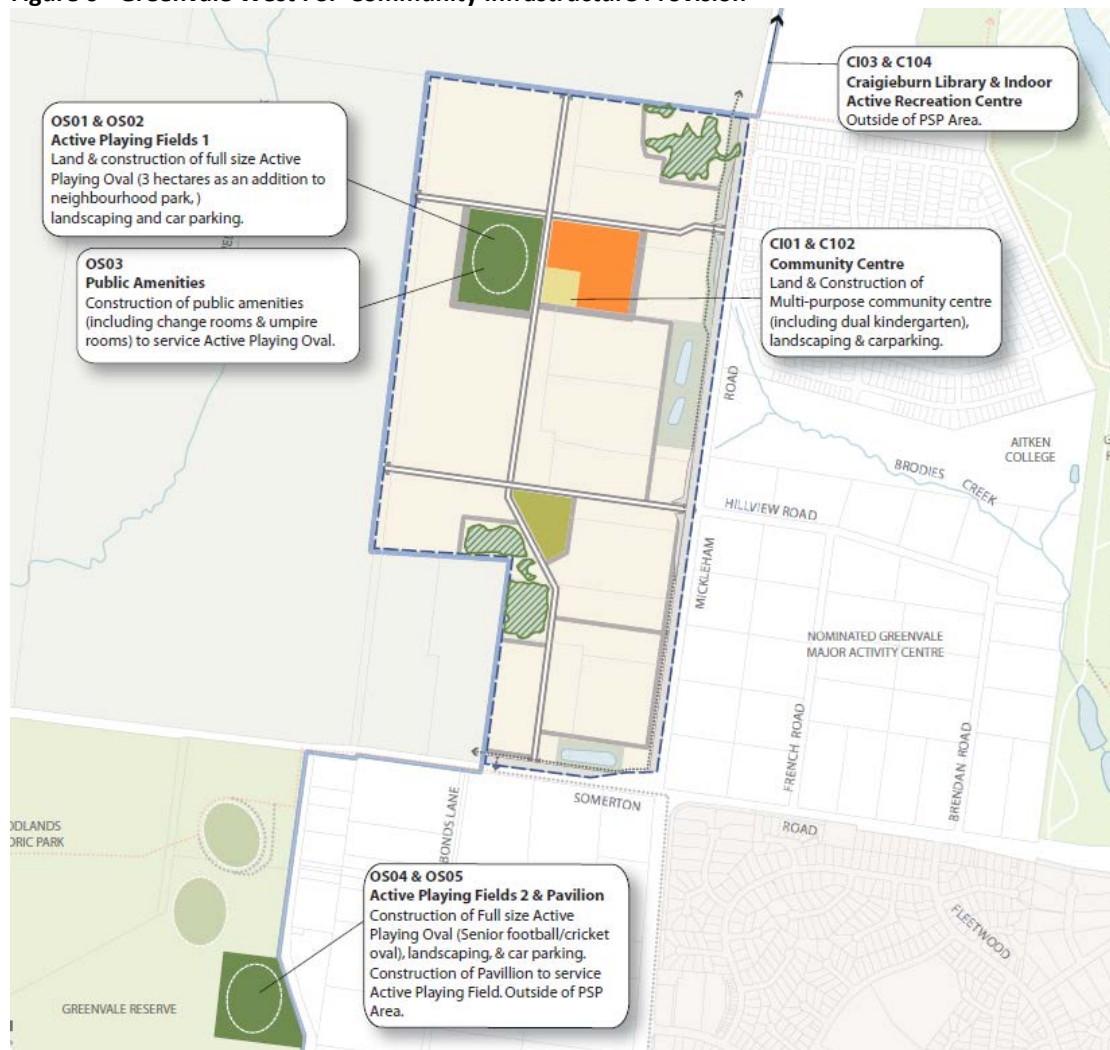 Greenvale West Community Infrastructure Provision
CI03 & C104
Craigieburn Library & Indoor
Active Recreation Centre
Outside of PSP Area.
OS01 & OS02
Active Playing Fields 1
Land & construction of full size Active
Playing Oval (3 hectares as an addition to
neighbourhood park, )
landscaping and car parking.
OS03
Public Amenities
Construction of public amenities
(including change rooms & umpire
rooms) to service Active Playing Oval.
CI01 & C102
Community Centre
Land & Construction of
Multi-purpose community centre
(including dual kindergarten),
landscaping & carparking.
ROAD
AITKEN
COLLEGE
BRODIES CREEK
HILLVIEW ROAD
MICKLEHAM
NOMINATED GREENVALE
MAJOR ACTIVITY CENTRE
FRENCH ROAD
BRENDAN ROAD
SOMERTON
ROAD
BONDS LANE
ODLANDS
ORIC PARK
OS04 & OS05
Active Playing Fields 2 & Pavilion
Construction of Full size Active
Playing Oval (Senior football/cricket
oval), landscaping, & car parking.
Construction of Pavillion to service
Active Playing Field. Outside of PSP
Area.
FLEETWOOD
GREENVALE RESERVE